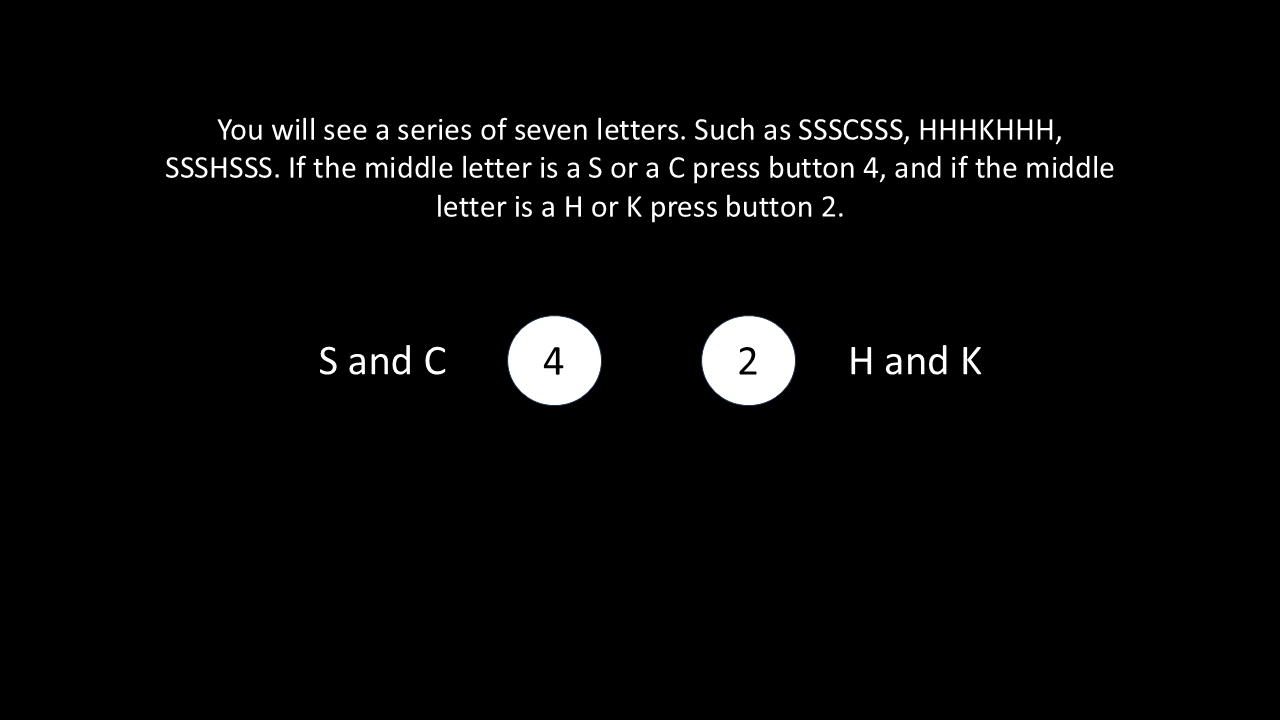 You will see a series of seven letters. Such as SSSCSSS, HHHKHHH,
SSSHSSS. If the middle letter is a S or a C press button 4, and if the middle
letter is a H or K press button 2.
S and C 4 2 H and K